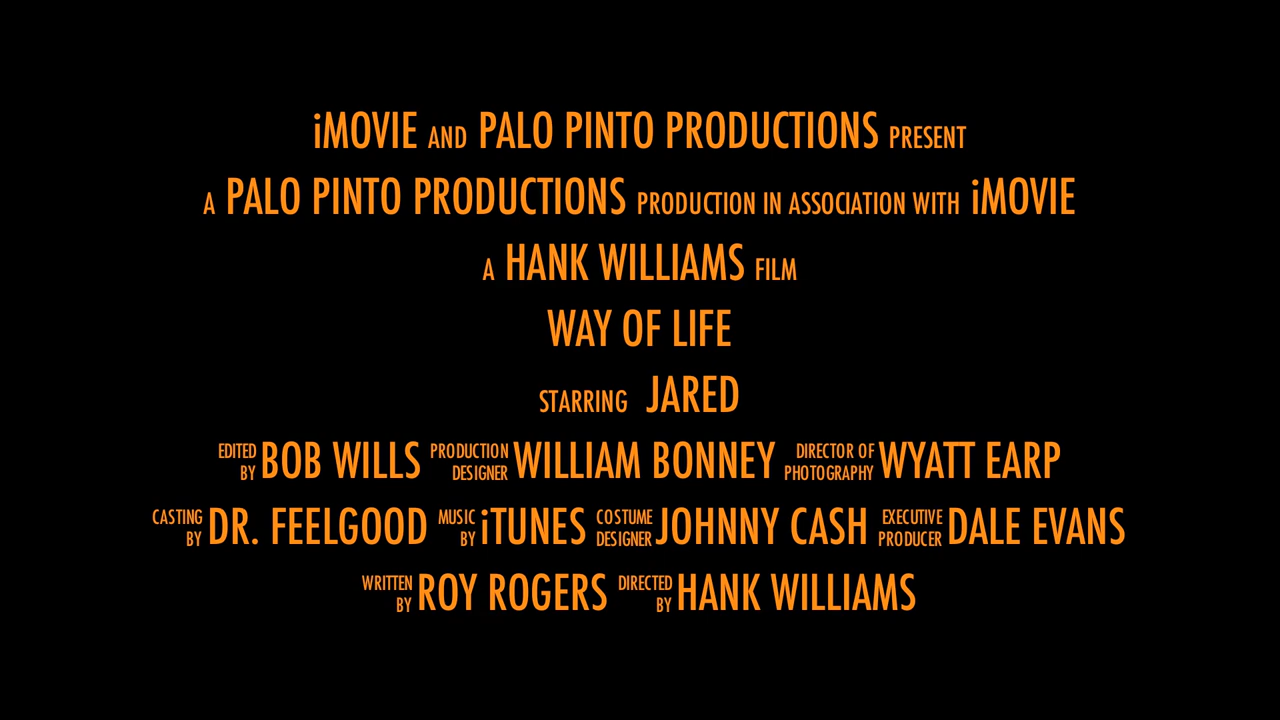 iMOVIE AND PALO PINTO PRODUCTIONS PRESENT
A PALO PINTO PRODUCTIONS PRODUCTION IN ASSOCIATION WITH iMOVIE
A HANK WILLIAMS FILM
WAY OF LIFE
STARRING JARED
EDITED BY BOB WILLS PRODUCTION DESIGNER WILLIAM BONNEY DIRECTOR OF PHOTOGRAPHY WYATT EARP
CASTING BY DR. FEELGOOD MUSIC BY iTUNES COSTUME DESIGNER JOHNNY CASH EXECUTIVE PRODUCER DALE EVANS
WRITTEN BY ROY ROGERS DIRECTED BY HANK WILLIAMS